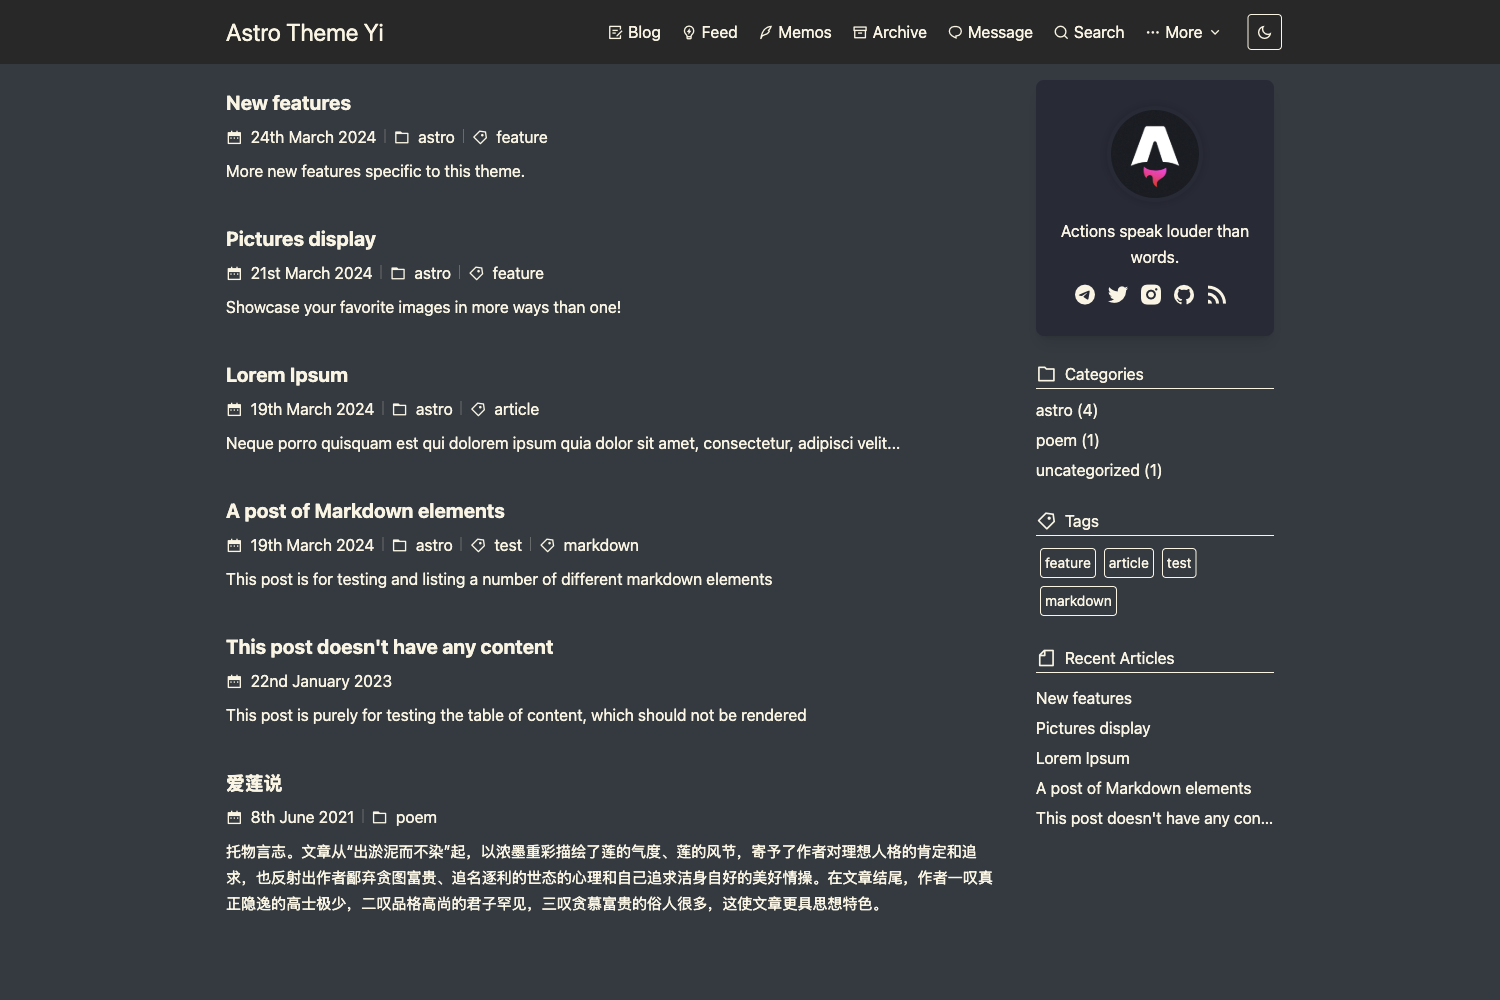 Astro Theme Yi
Blog Feed Memos Archive Message Search More
New features
24th March 2024 astro feature
More new features specific to this theme.
Pictures display
21st March 2024 astro feature
Showcase your favorite images in more ways than one!
Lorem Ipsum
19th March 2024 astro article
Neque porro quisquam est qui dolorem ipsum quia dolor sit amet, consectetur, adipisci velit...
A post of Markdown elements
19th March 2024 astro test markdown
This post is for testing and listing a number of different markdown elements
This post doesn't have any content
22nd January 2023
This post is purely for testing the table of content, which should not be rendered
爱莲说
8th June 2021 poem
托物言志。文章从“出淤泥而不染”起，以浓墨重彩描绘了莲的气度、莲的风节，寄予了作者对理想人格的肯定和追
求，也反射出作者鄙弃贪图富贵、追名逐利的世态的心理和自己追求洁身自好的美好情操。在文章结尾，作者一叹真
正隐逸的高士极少，二叹品格高尚的君子罕见，三叹贪慕富贵的俗人很多，这使文章更具思想特色。
Actions speak louder than
words.
Categories
astro (4)
poem (1)
uncategorized (1)
Tags
feature article test
markdown
Recent Articles
New features
Pictures display
Lorem Ipsum
A post of Markdown elements
This post doesn't have any con...